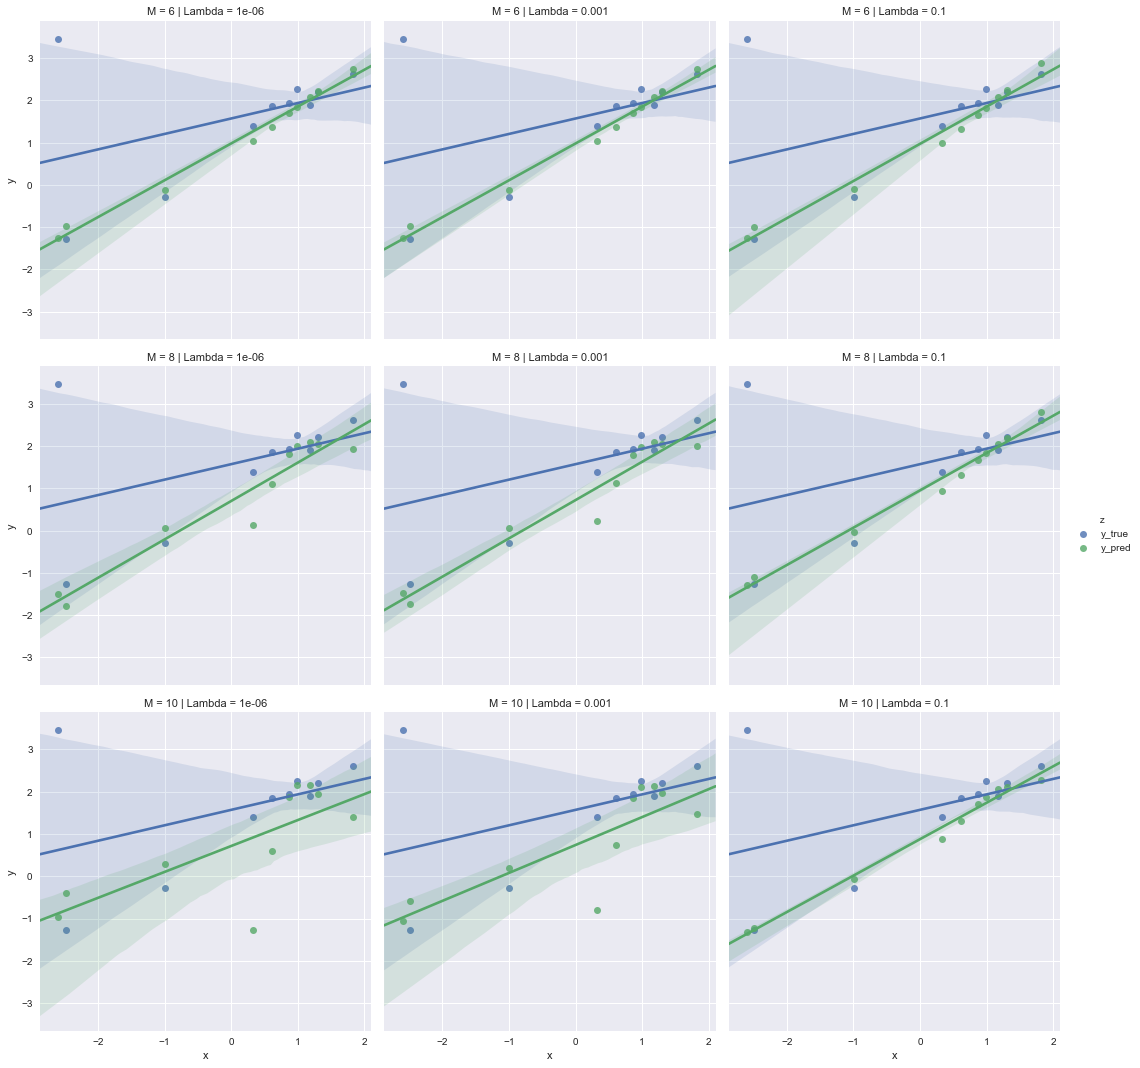 M = 6 | Lambda = 1e-06
M = 6 | Lambda = 0.001
M = 6 | Lambda = 0.1
3
2
1
0
−1
−2
−3
y
M = 8 | Lambda = 1e-06
M = 8 | Lambda = 0.001
M = 8 | Lambda = 0.1
3
2
1
0
−1
−2
−3
y
z
y_true
y_pred
M = 10 | Lambda = 1e-06
M = 10 | Lambda = 0.001
M = 10 | Lambda = 0.1
3
2
1
0
−1
−2
−3
y
−2 −1 0 1 2
x
−2 −1 0 1 2
x
−2 −1 0 1 2
x